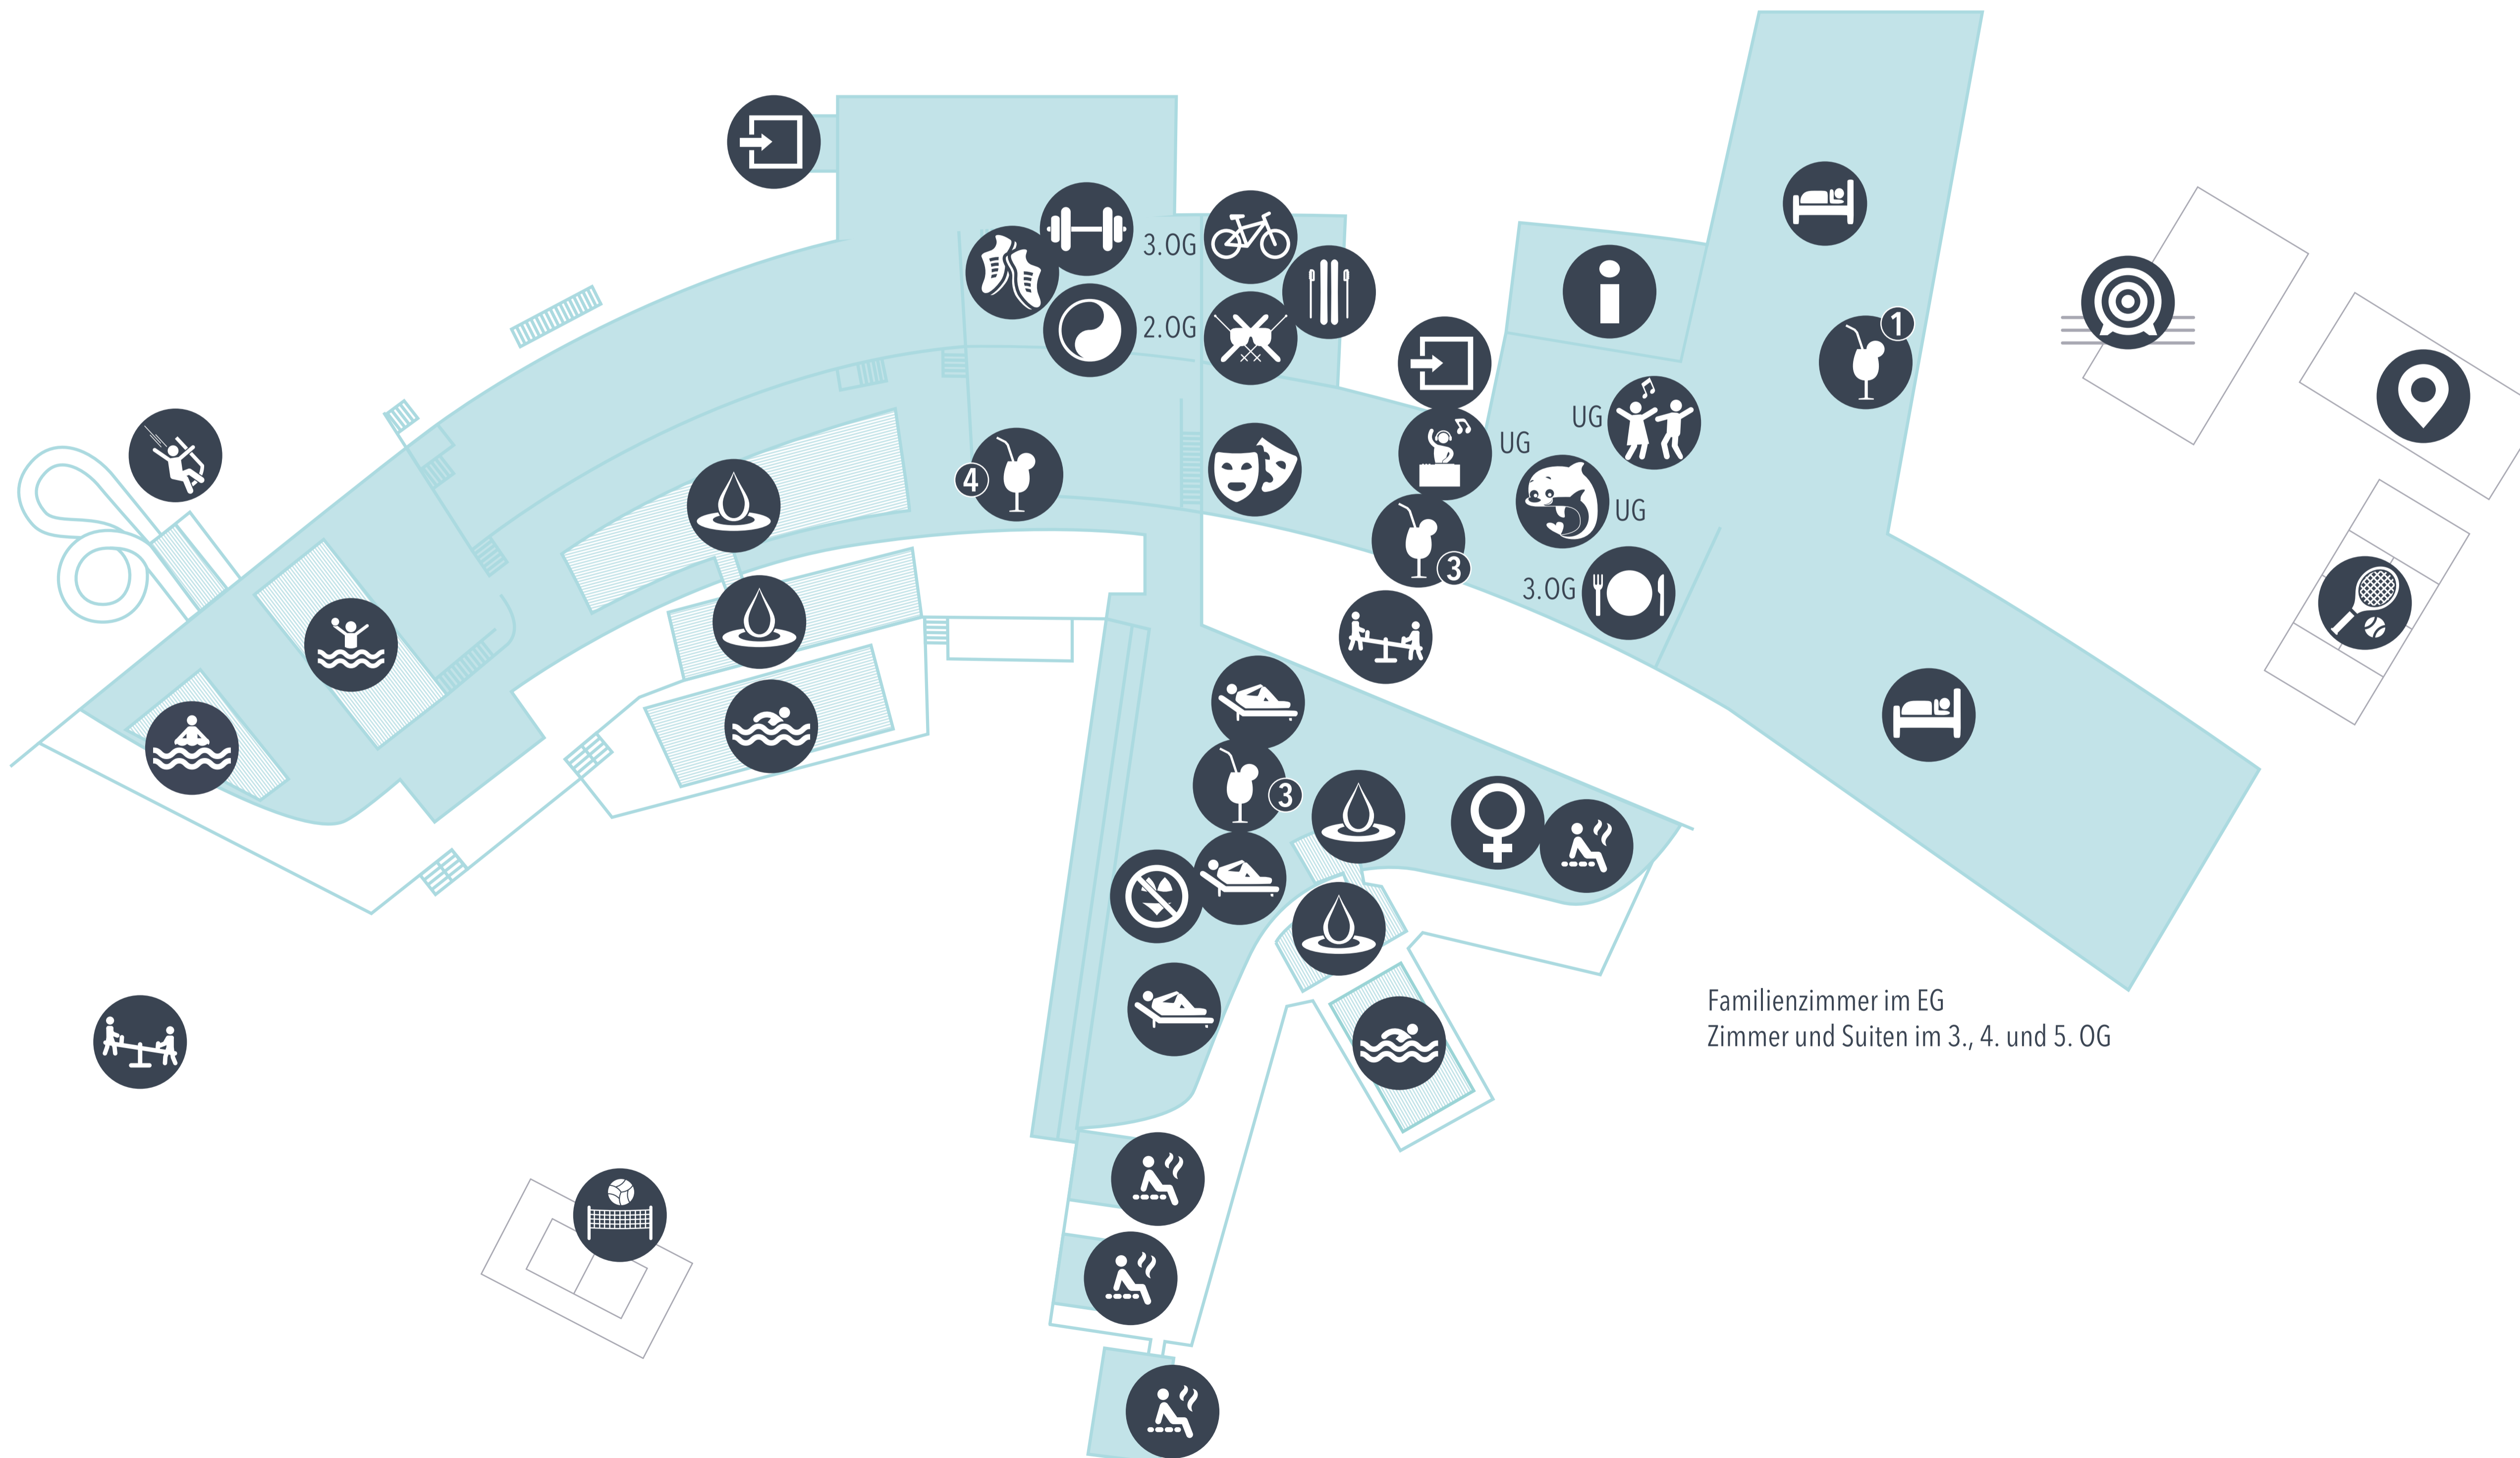 3.OG
2.OG
1
UG
UG
UG
4
3
3.OG
3
Familienzimmer im EG
Zimmer und Suiten im 3., 4. und 5. OG